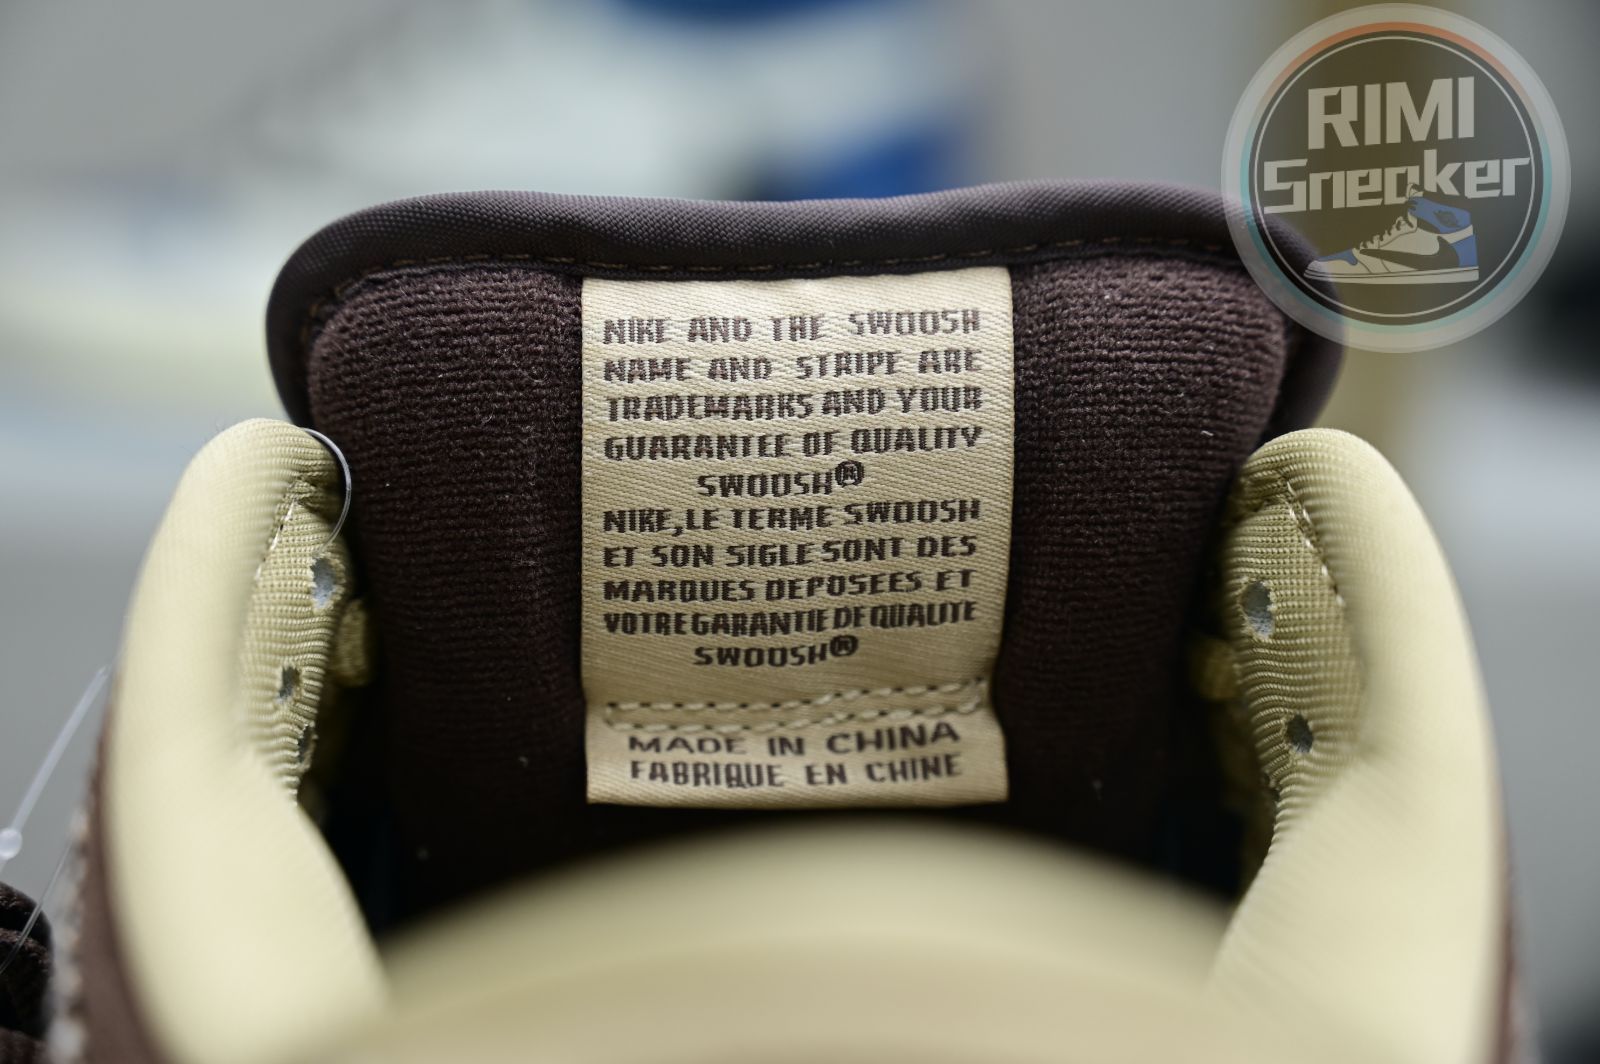 RIMI
Sneaker
NIKE AND THE SWOOSH
NAME AND STRIPE ARE
TRADEMARKS AND YOUR
GUARANTEE OF QUALITY
SWOOSH®
NIKE, LE TERME SWOOSH
ET SON SIGLE SONT DES
MARQUES DEPOSEES ET
VOTRE GARANTIE DE QUALITE
SWOOSH®
MADE IN CHINA
FABRIQUE EN CHINE